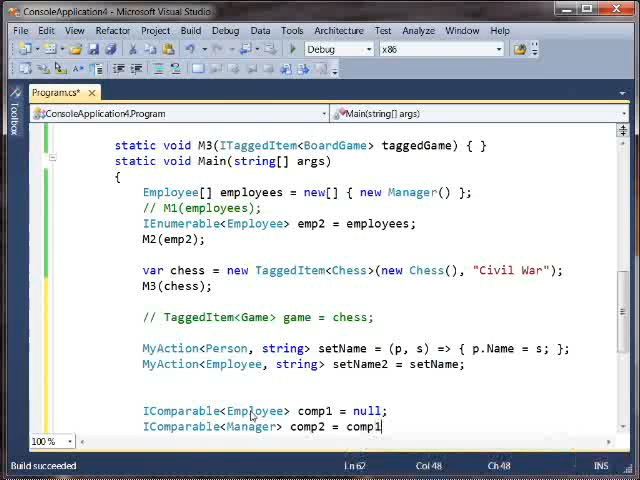 ConsoleApplication4 - Microsoft Visual Studio
File Edit View Refactor Project Build Debug Data Tools Architecture Test Analyze Window Help
Debug x86
Toolbox
Program.cs*
ConsoleApplication4.Program Main(string[] args)
static void M3(ITaggedItem<BoardGame> taggedGame) { }
static void Main(string[] args)
{
Employee[] employees = new[] { new Manager() };
// M1(employees);
IEnumerable<Employee> emp2 = employees;
M2(emp2);
var chess = new TaggedItem<Chess>(new Chess(), "Civil War");
M3(chess);
// TaggedItem<Game> game = chess;
MyAction<Person, string> setName = (p, s) => { p.Name = s; };
MyAction<Employee, string> setName2 = setName;
IComparable<Employee> comp1 = null;
IComparable<Manager> comp2 = comp1
100 %
Build succeeded Ln 62 Col 48 Ch 48 INS